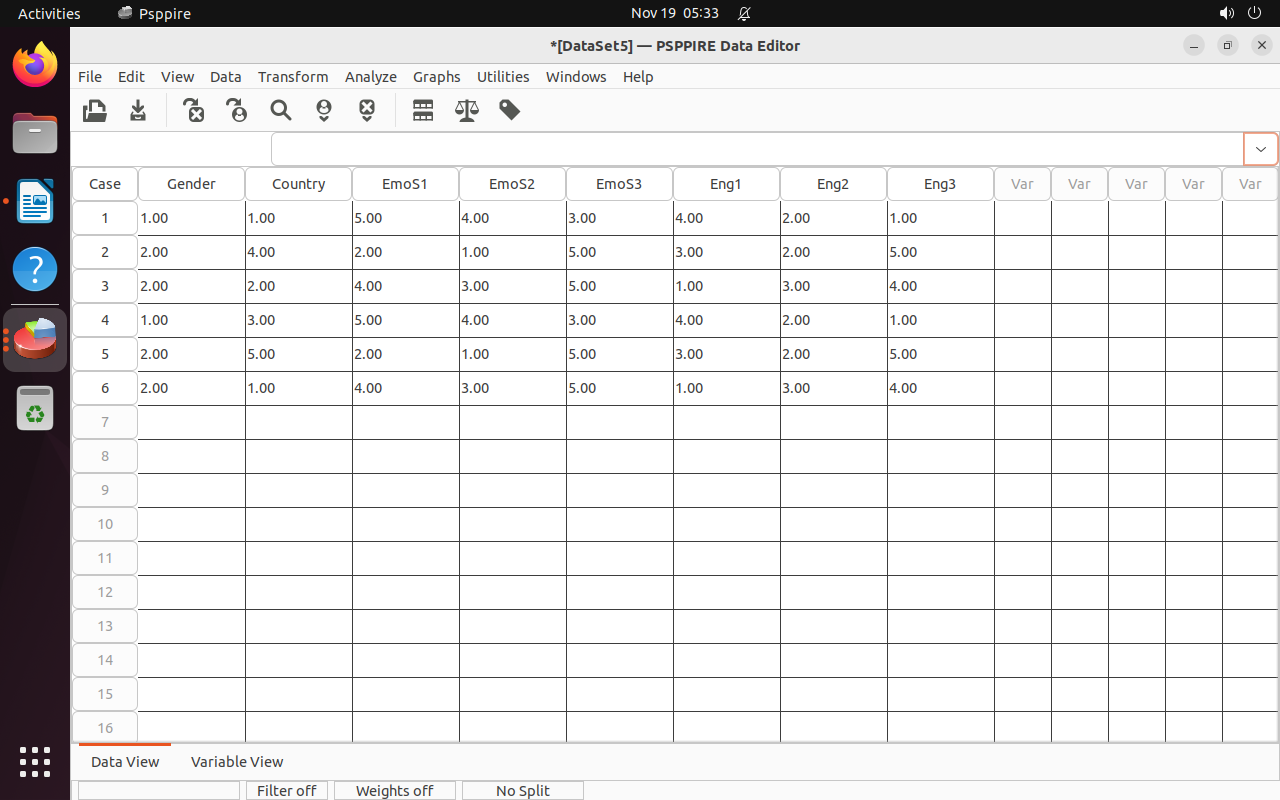 Activities Psppire Nov 19 05:33
*[DataSet5] — PSPPIRE Data Editor
File Edit View Data Transform Analyze Graphs Utilities Windows Help
Case Gender Country EmoS1 EmoS2 EmoS3 Eng1 Eng2 Eng3 Var Var Var Var Var
1 1.00 1.00 5.00 4.00 3.00 4.00 2.00 1.00
2 2.00 4.00 2.00 1.00 5.00 3.00 2.00 5.00
3 2.00 2.00 4.00 3.00 5.00 1.00 3.00 4.00
4 1.00 3.00 5.00 4.00 3.00 4.00 2.00 1.00
5 2.00 5.00 2.00 1.00 5.00 3.00 2.00 5.00
6 2.00 1.00 4.00 3.00 5.00 1.00 3.00 4.00
7
8
9
10
11
12
13
14
15
16
Data View Variable View
Filter off Weights off No Split